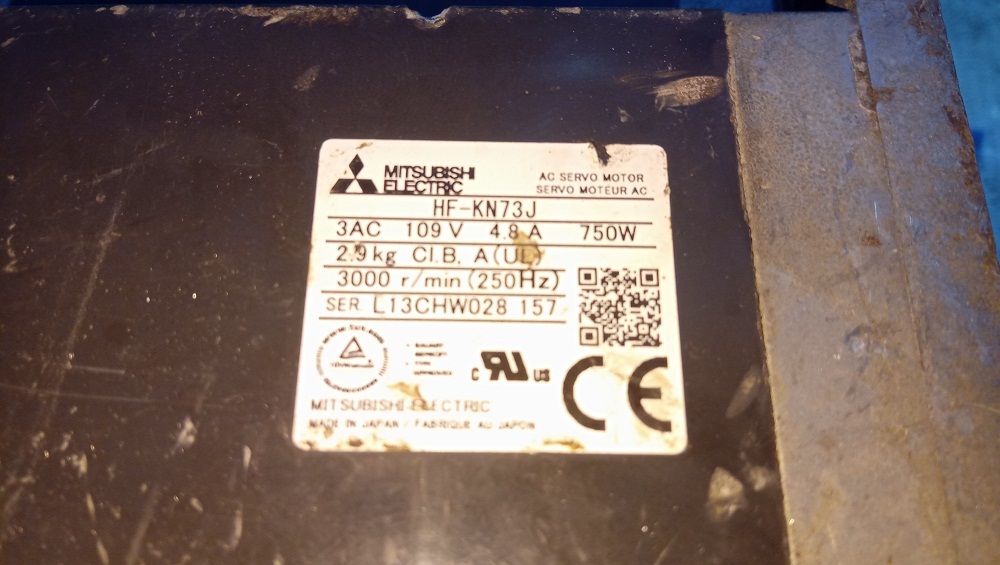 MITSUBISHI
ELECTRIC
AC SERVO MOTOR
SERVO MOTEUR AC
HF-KN73J
3AC 109 V 4.8 A 750W
2.9kg Cl.B, A(UL)
3000 r/min (250Hz)
SER. L13CHW028 157
c US
CE
MITSUBISHI ELECTRIC
MADE IN JAPAN / FABRIQUE AU JAPON